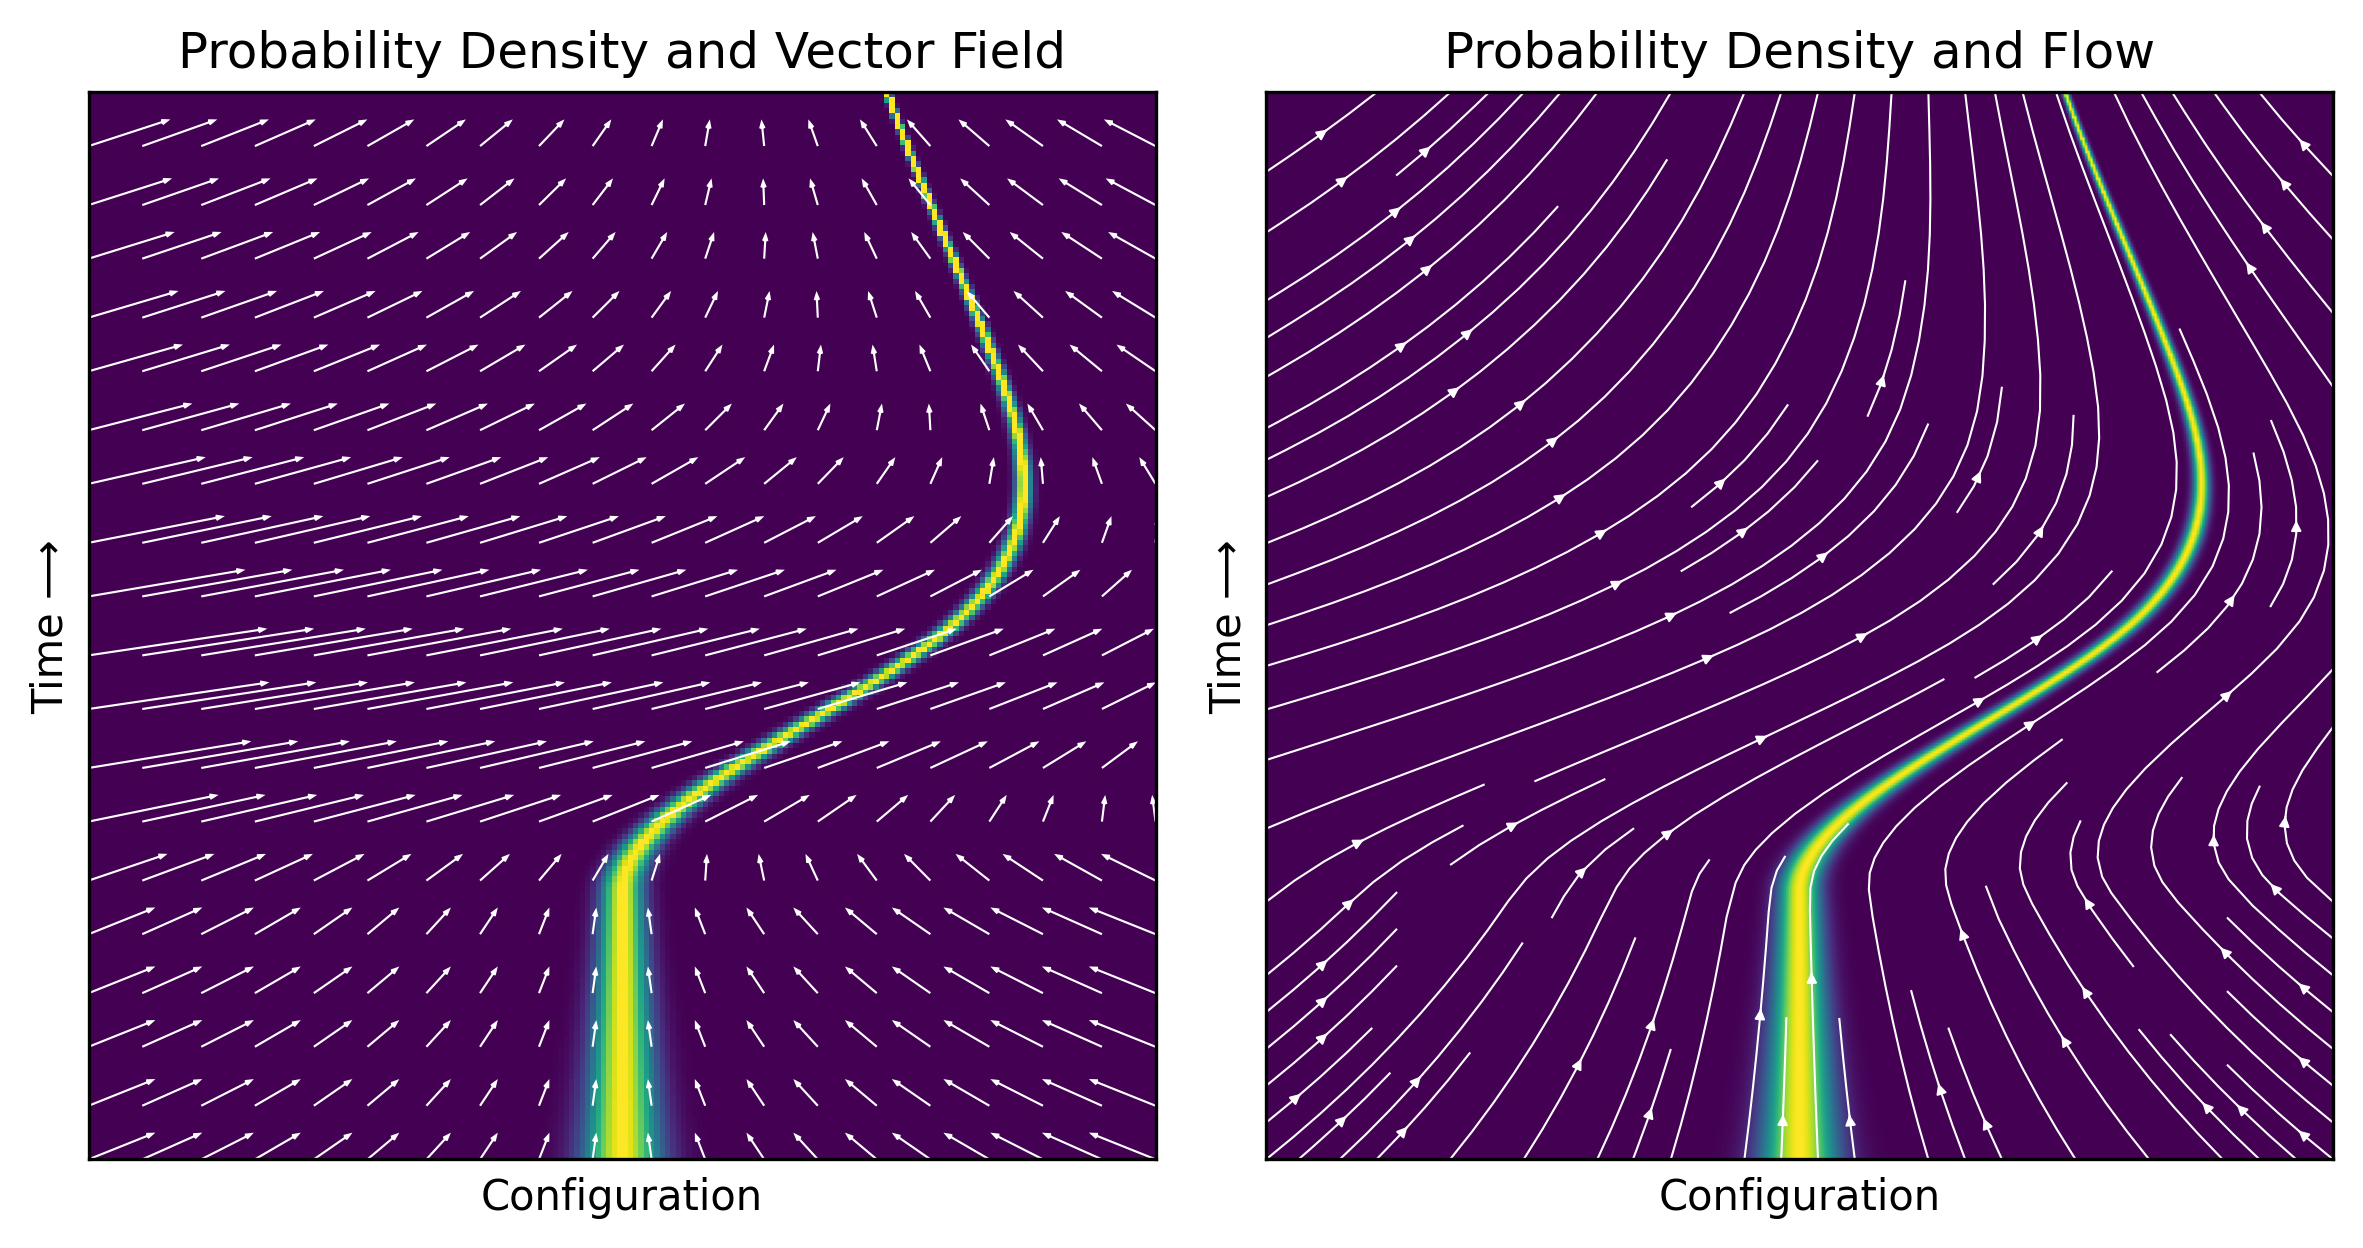 Probability Density and Vector Field
Time ⟶
Configuration
Probability Density and Flow
Time ⟶
Configuration